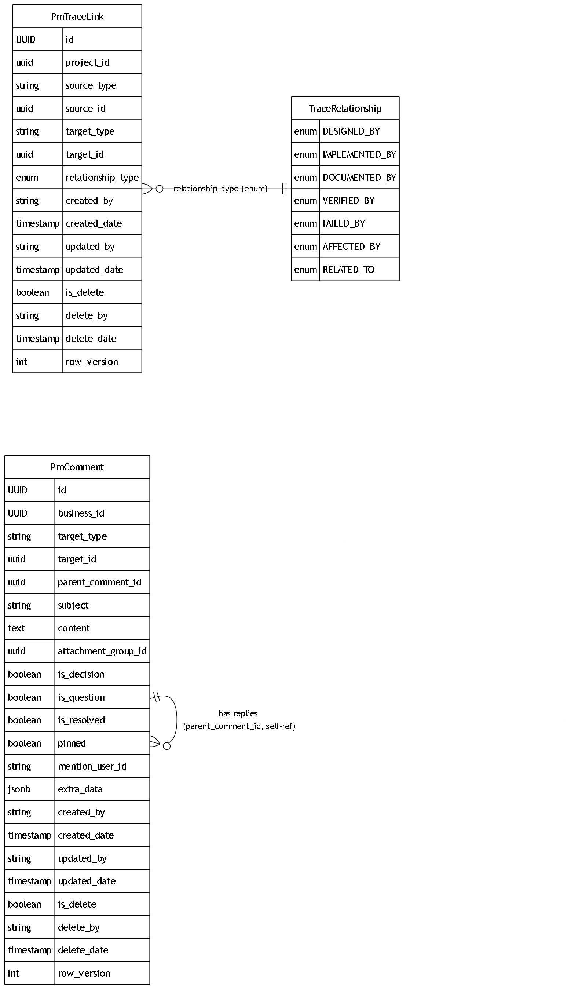 PmTraceLink
UUID id
uuid project_id
string source_type
uuid source_id
string target_type
uuid target_id
enum relationship_type
string created_by
timestamp created_date
string updated_by
timestamp updated_date
boolean is_delete
string delete_by
timestamp delete_date
int row_version
relationship_type (enum)
TraceRelationship
enum DESIGNED_BY
enum IMPLEMENTED_BY
enum DOCUMENTED_BY
enum VERIFIED_BY
enum FAILED_BY
enum AFFECTED_BY
enum RELATED_TO
PmComment
UUID id
UUID business_id
string target_type
uuid target_id
uuid parent_comment_id
string subject
text content
uuid attachment_group_id
boolean is_decision
boolean is_question
boolean is_resolved
boolean pinned
string mention_user_id
jsonb extra_data
string created_by
timestamp created_date
string updated_by
timestamp updated_date
boolean is_delete
string delete_by
timestamp delete_date
int row_version
has replies
(parent_comment_id, self-ref)